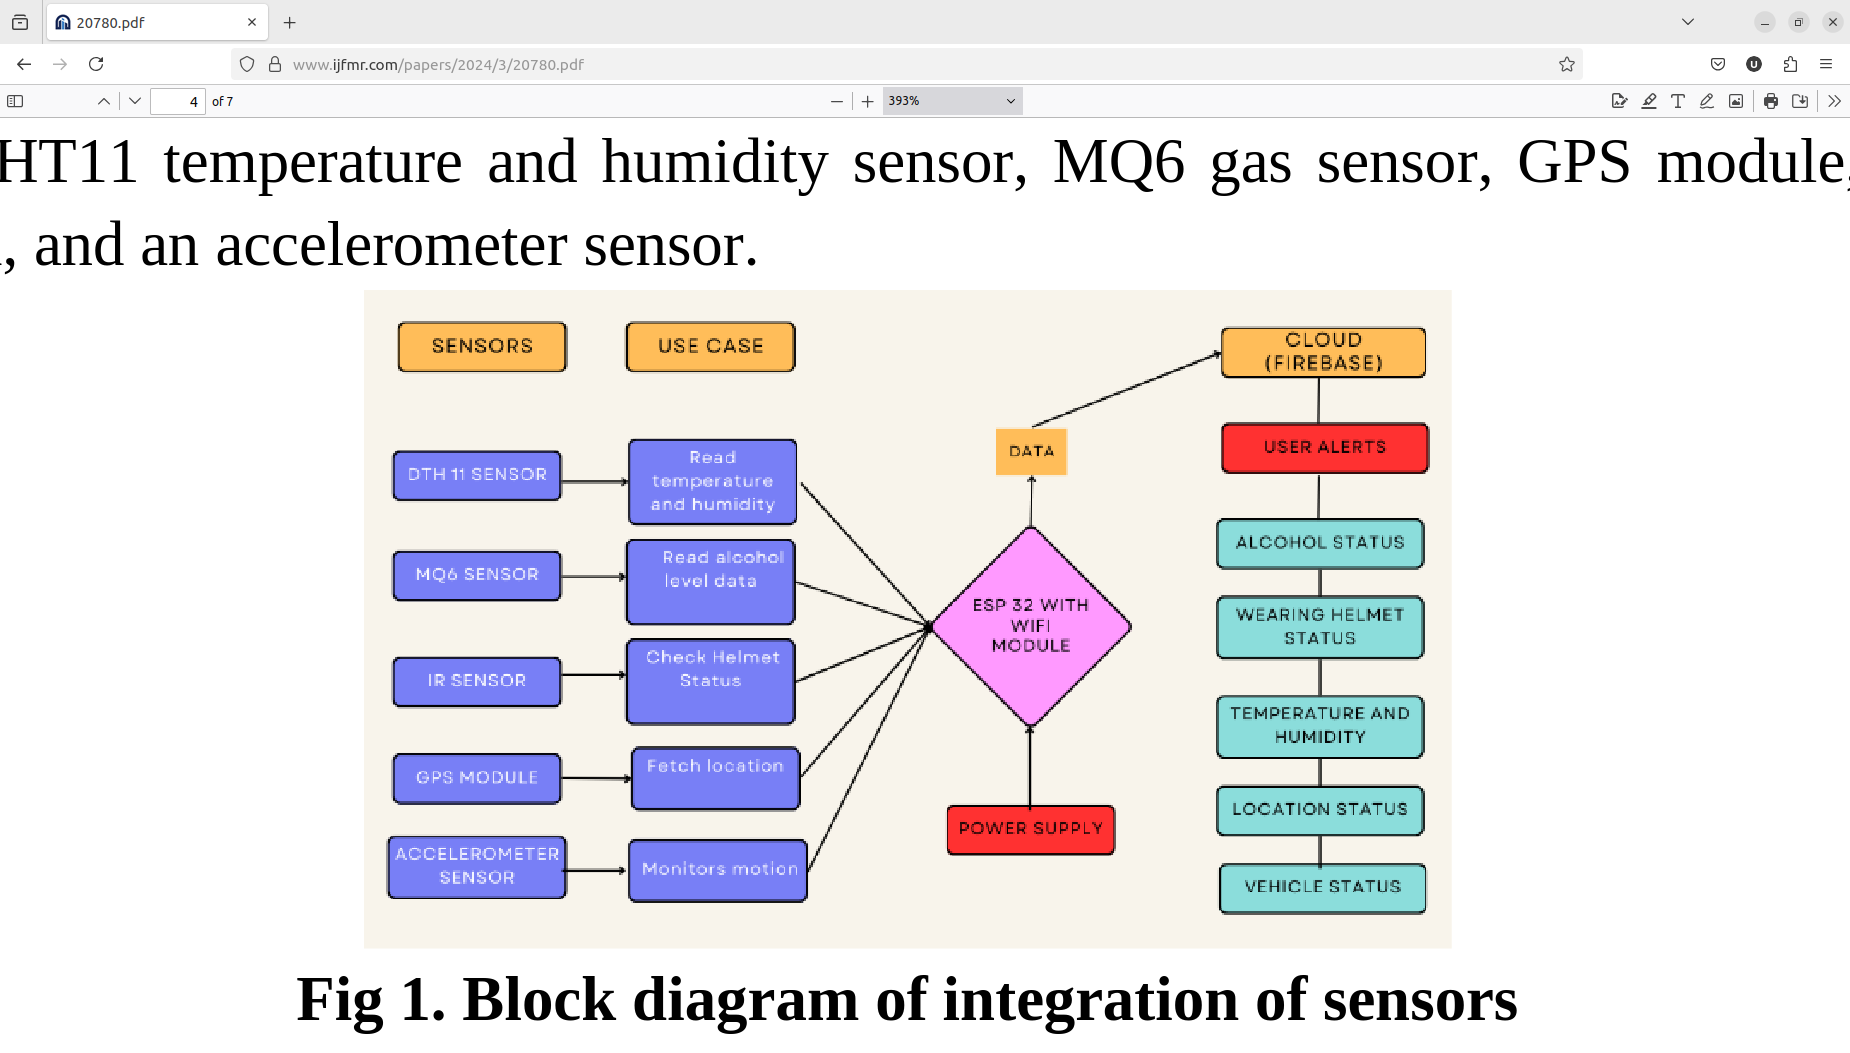 20780.pdf
www.ijfmr.com/papers/2024/3/20780.pdf
U
4 of 7
393%
HT11 temperature and humidity sensor, MQ6 gas sensor, GPS module,
, and an accelerometer sensor.
SENSORS
USE CASE
CLOUD
(FIREBASE)
DATA
USER ALERTS
DTH 11 SENSOR
Read
temperature
and humidity
MQ6 SENSOR
Read alcohol
level data
ALCOHOL STATUS
ESP 32 WITH
WIFI
MODULE
WEARING HELMET
STATUS
IR SENSOR
Check Helmet
Status
TEMPERATURE AND
HUMIDITY
GPS MODULE
Fetch location
LOCATION STATUS
POWER SUPPLY
ACCELEROMETER
SENSOR
Monitors motion
VEHICLE STATUS
Fig 1. Block diagram of integration of sensors